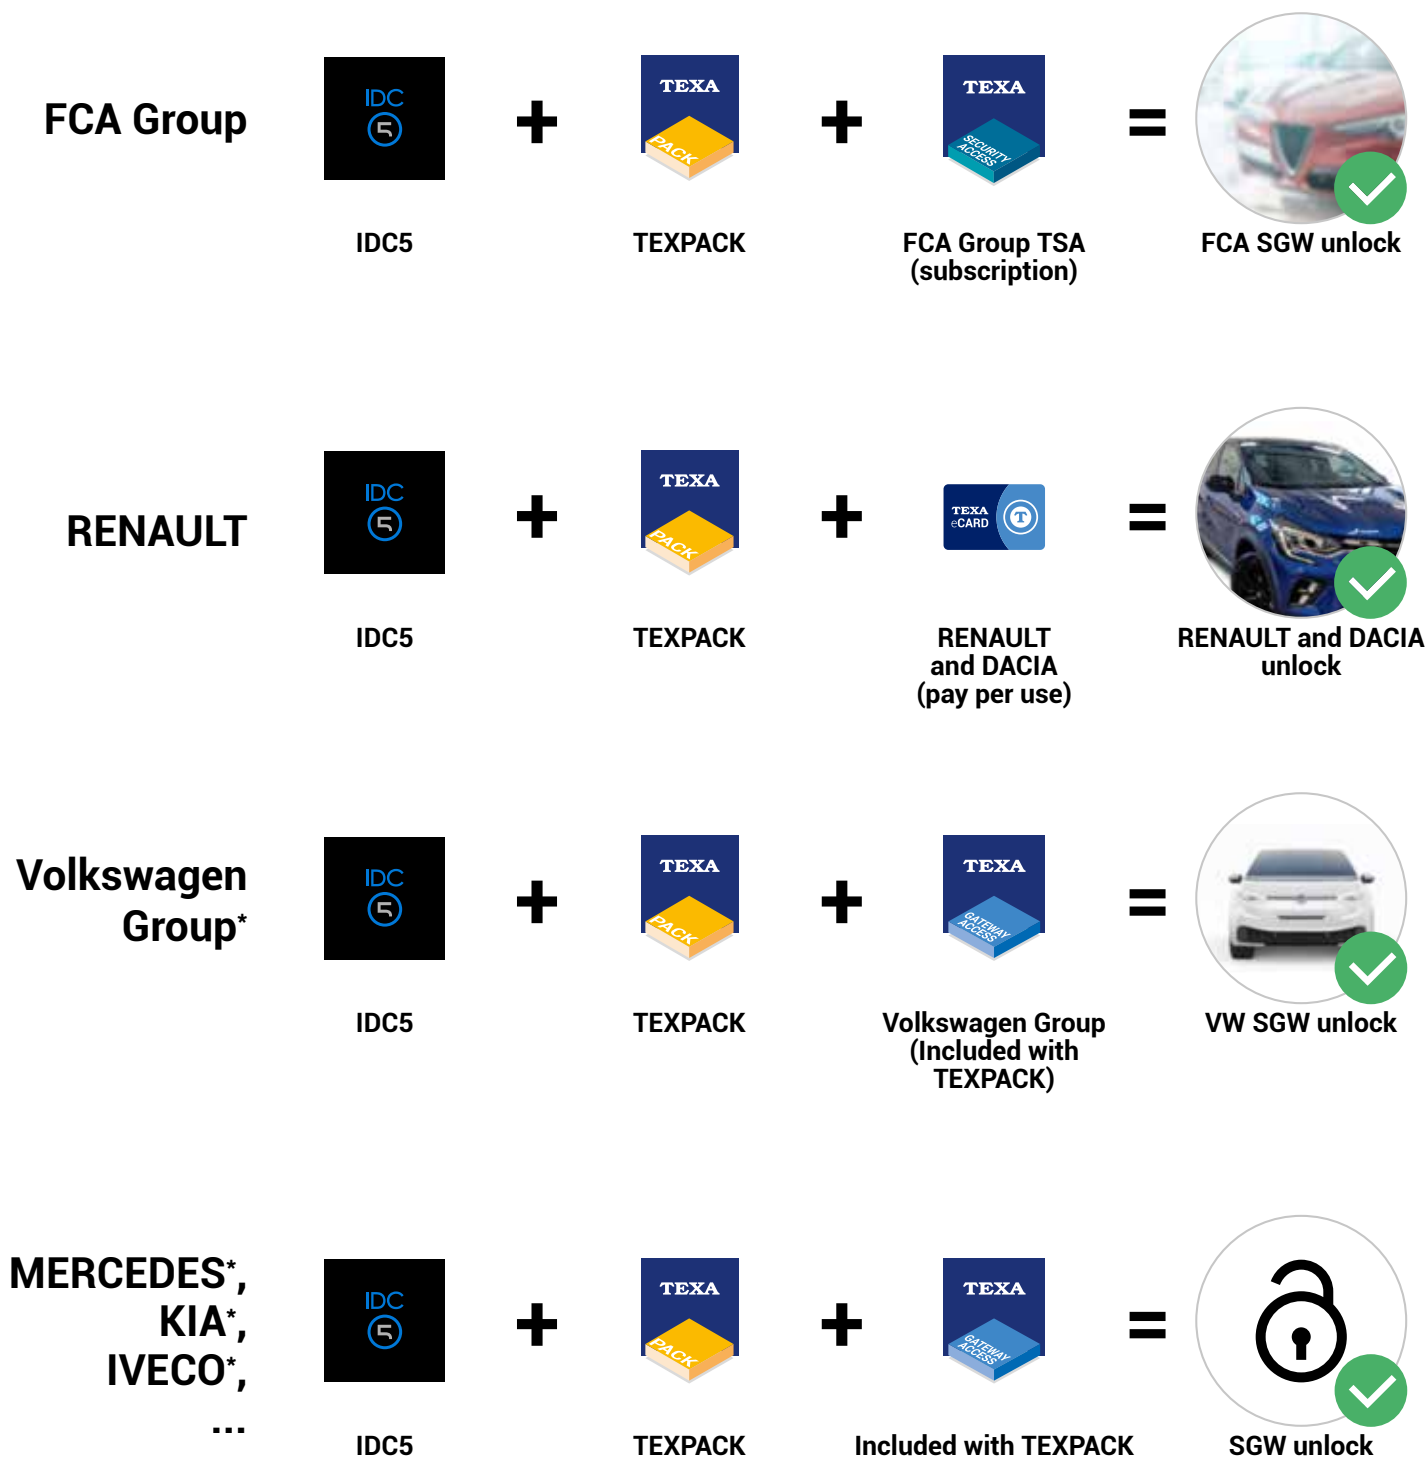 FCA Group
IDC
5
TEXA
PACK
TEXA
SECURITY
ACCESS
IDC5
TEXPACK
FCA Group TSA
(subscription)
FCA SGW unlock
RENAULT
IDC
5
TEXA
PACK
TEXA
eCARD
T
IDC5
TEXPACK
RENAULT
and DACIA
(pay per use)
RENAULT and DACIA
unlock
Volkswagen
Group*
IDC
5
TEXA
PACK
TEXA
GATEWAY
ACCESS
IDC5
TEXPACK
Volkswagen Group
(Included with
TEXPACK)
VW SGW unlock
MERCEDES*,
KIA*,
IVECO*,
...
IDC
5
TEXA
PACK
TEXA
GATEWAY
ACCESS
IDC5
TEXPACK
Included with TEXPACK
SGW unlock